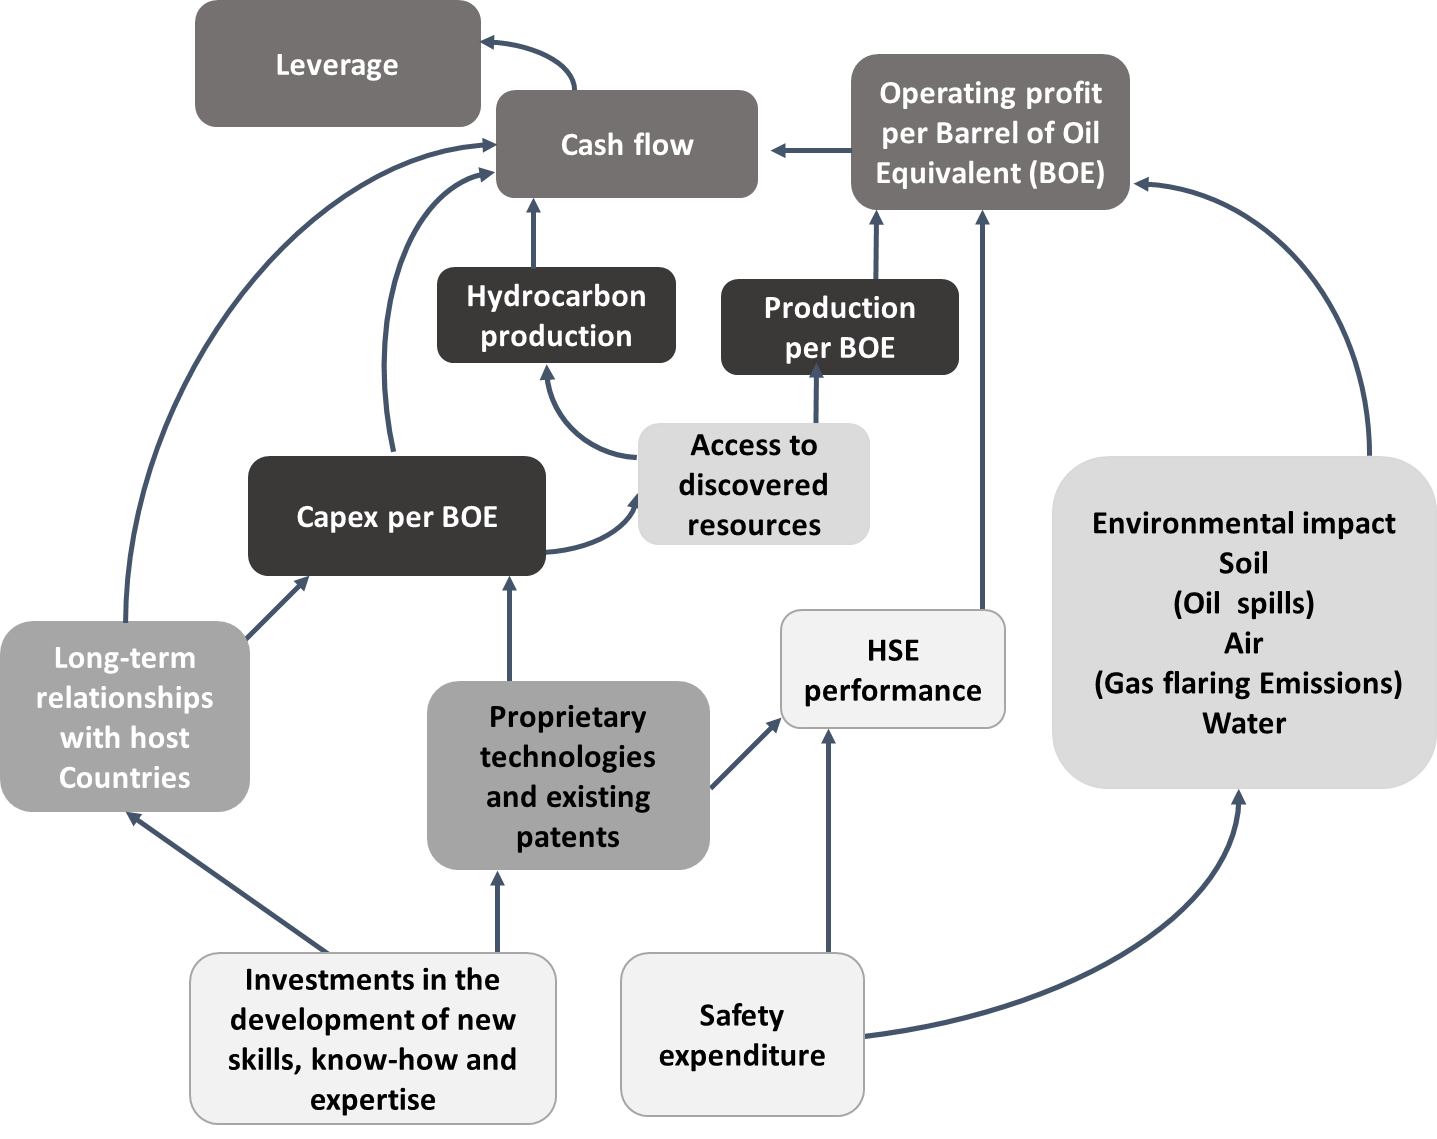 Leverage
Cash flow
Operating profit
per Barrel of Oil
Equivalent (BOE)
Hydrocarbon
production
Production
per BOE
Access to
discovered
resources
Capex per BOE
Environmental impact
Soil
(Oil spills)
Air
(Gas flaring Emissions)
Water
Long-term
relationships
with host
Countries
HSE
performance
Proprietary
technologies
and existing
patents
Investments in the
development of new
skills, know-how and
expertise
Safety
expenditure